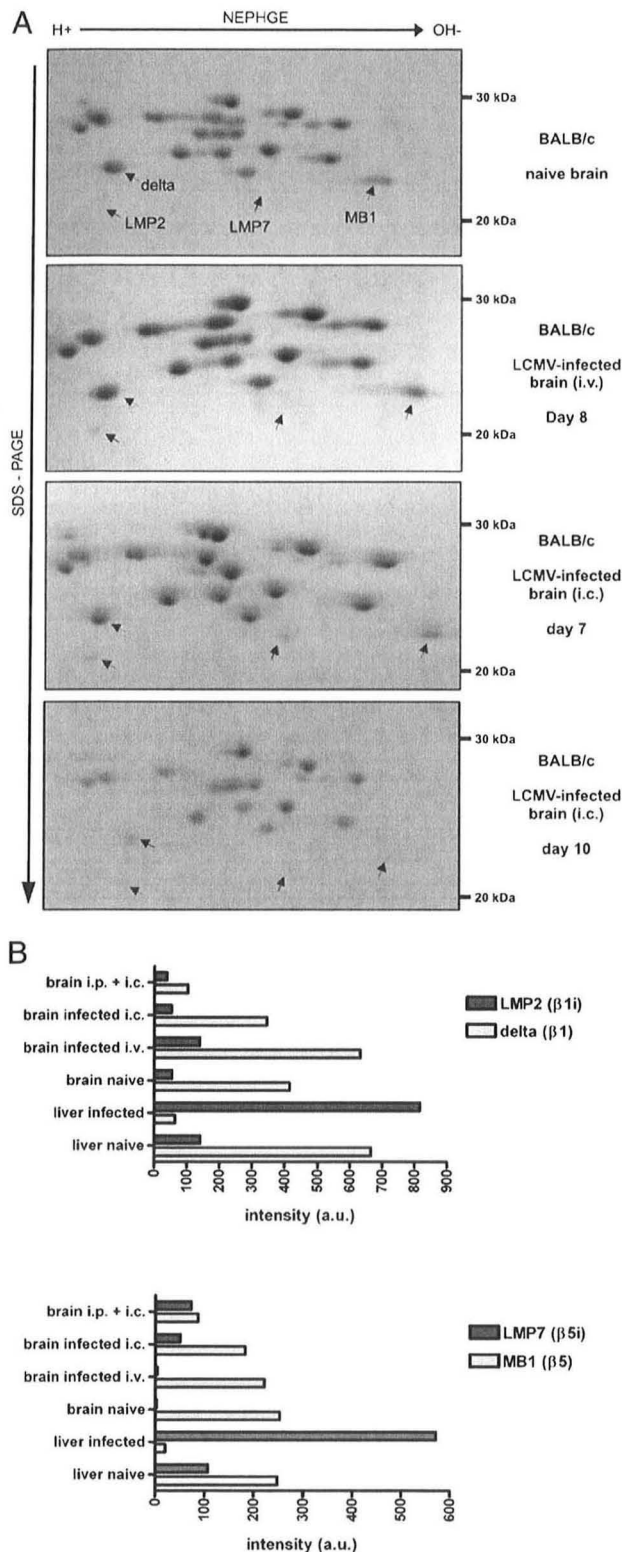 A
NEPHGE
H+
OH-
SDS - PAGE
30 kDa
BALB/c
naive brain
delta
LMP2
LMP7
MB1
20 kDa
30 kDa
BALB/c
LCMV-infected
brain (i.v.)
Day 8
20 kDa
30 kDa
BALB/c
LCMV-infected
brain (i.c.)
day 7
20 kDa
30 kDa
BALB/c
LCMV-infected
brain (i.c.)
day 10
20 kDa
B
brain i.p. + i.c.
brain infected i.c.
brain infected i.v.
brain naive
liver infected
liver naive
LMP2 (β1i)
delta (β1)
0 100 200 300 400 500 600 700 800 900
intensity (a.u.)
brain i.p. + i.c.
brain infected i.c.
brain infected i.v.
brain naive
liver infected
liver naive
LMP7 (β5i)
MB1 (β5)
0 100 200 300 400 500 600
intensity (a.u.)